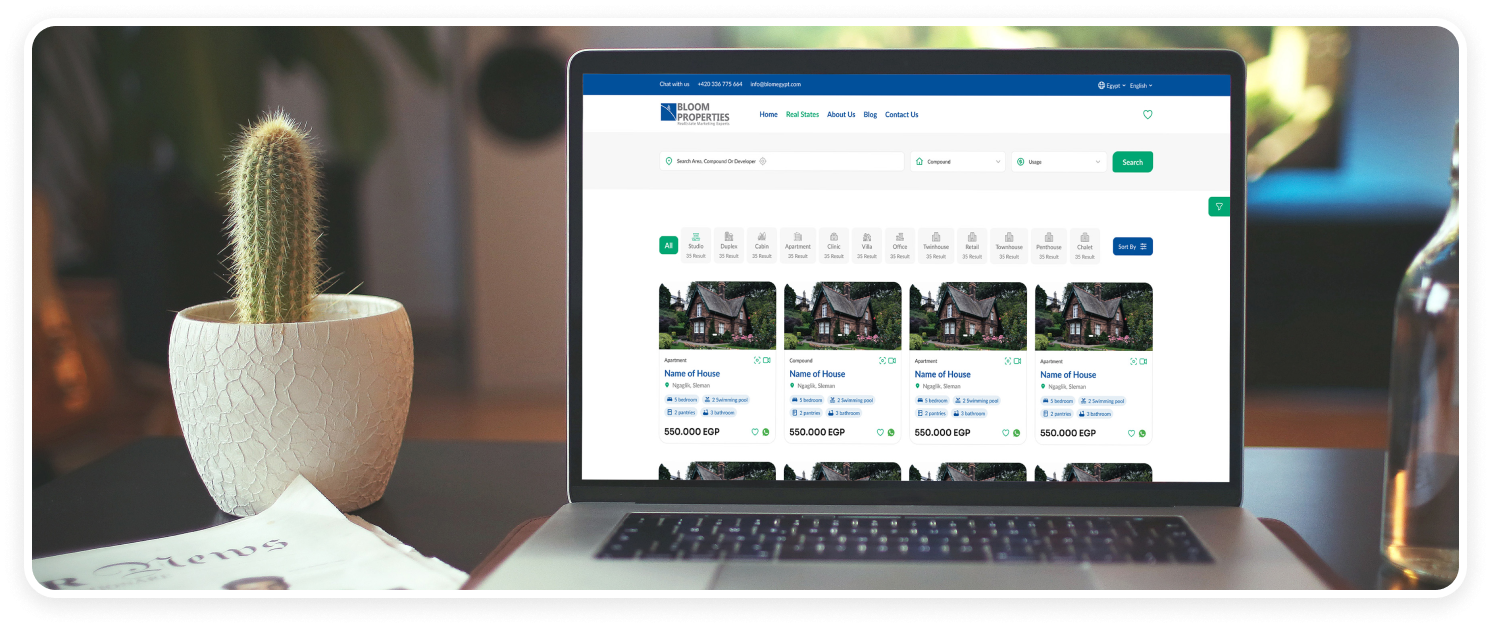 Chat with us +420 336 775 664 info@blomegypt.com Egypt English
BLOOM
PROPERTIES
RealEstate Marketing Experts
Home Real States About Us Blog Contact Us
Search Area, Compound Or Developer Compound Usage Search
All Studio Duplex Cabin Apartment Clinic Villa Office Twinhouse Retail Townhouse Penthouse Chalet Sort By
35 Result 35 Result 35 Result 35 Result 35 Result 35 Result 35 Result 35 Result 35 Result 35 Result 35 Result 35 Result
Apartment Compound Apartment Apartment
Name of House Name of House Name of House Name of House
Ngaglik, Sleman Ngaglik, Sleman Ngaglik, Sleman Ngaglik, Sleman
5 bedroom 2 Swimming pool 5 bedroom 2 Swimming pool 5 bedroom 2 Swimming pool 5 bedroom 2 Swimming pool
2 pantries 3 bathroom 2 pantries 3 bathroom 2 pantries 3 bathroom 2 pantries 3 bathroom
550.000 EGP 550.000 EGP 550.000 EGP 550.000 EGP
R News